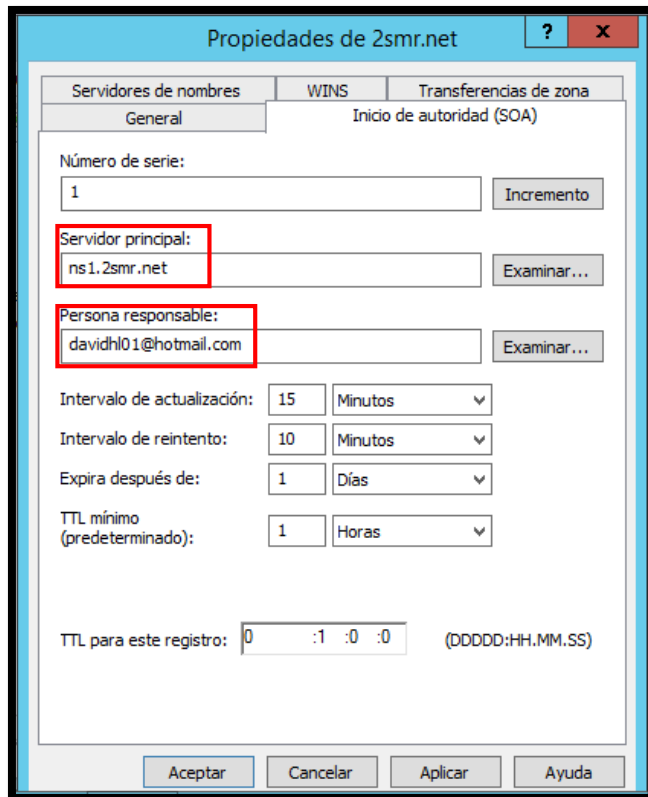 Propiedades de 2smr.net
?
x
Servidores de nombres
WINS
Transferencias de zona
General
Inicio de autoridad (SOA)
Número de serie:
1
Incremento
Servidor principal:
ns1.2smr.net
Examinar...
Persona responsable:
davidhl01@hotmail.com
Examinar...
Intervalo de actualización:
15
Minutos
Intervalo de reintento:
10
Minutos
Expira después de:
1
Días
TTL mínimo
(predeterminado):
1
Horas
TTL para este registro:
0 :1 :0 :0
(DDDDD:HH.MM.SS)
Aceptar
Cancelar
Aplicar
Ayuda